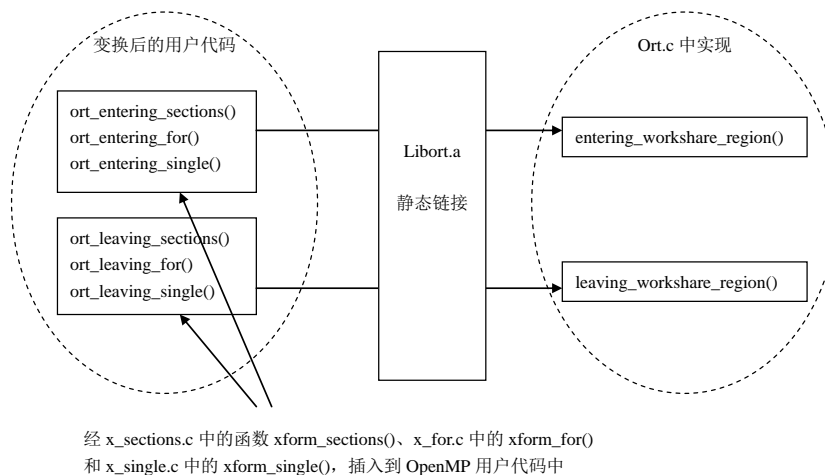 变换后的用户代码
Ort.c 中实现
ort_entering_sections()
ort_entering_for()
ort_entering_single()
Libort.a
静态链接
entering_workshare_region()
ort_leaving_sections()
ort_leaving_for()
ort_leaving_single()
leaving_workshare_region()
经 x_sections.c 中的函数 xform_sections()、x_for.c 中的 xform_for()
和 x_single.c 中的 xform_single()，插入到 OpenMP 用户代码中